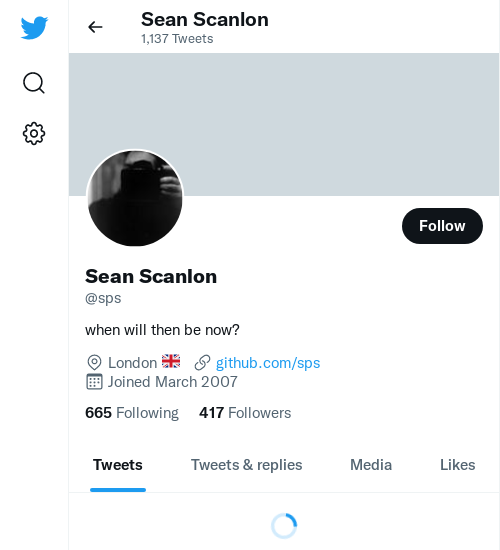 Sean Scanlon
1,137 Tweets
Follow
Sean Scanlon
@sps
when will then be now?
London 🇬🇧 github.com/sps
Joined March 2007
665 Following 417 Followers
Tweets Tweets & replies Media Likes